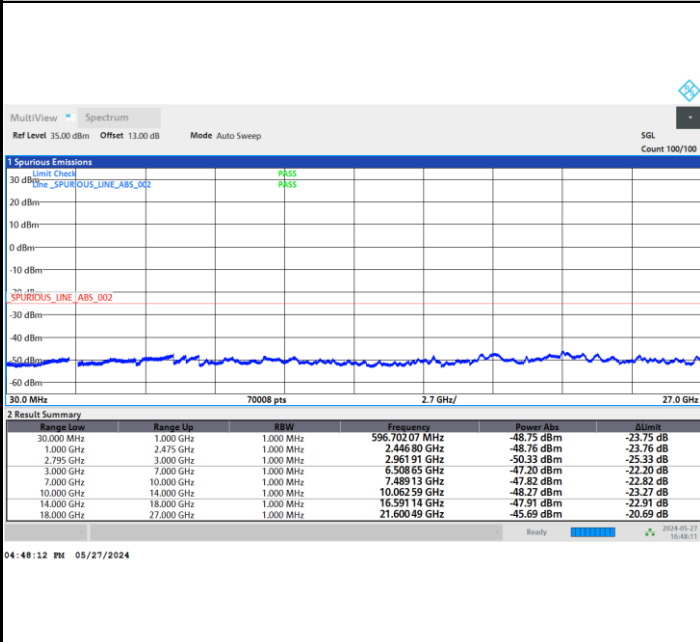 MultiView Spectrum
Ref Level 35.00 dBm Offset 13.00 dB Mode Auto Sweep SGL
Count 100/100
1 Spurious Emissions
Limit Check PASS
30 dBm
Line _SPURIOUS_LINE_ABS_002 PASS
20 dBm
10 dBm
0 dBm
-10 dBm
-20 dBm
_SPURIOUS_LINE_ABS_002
-30 dBm
-40 dBm
-50 dBm
-60 dBm
30.0 MHz 70008 pts 2.7 GHz/ 27.0 GHz
2 Result Summary
Range Low Range Up RBW Frequency Power Abs ΔLimit
30.000 MHz 1.000 GHz 1.000 MHz 596.70207 MHz -48.75 dBm -23.75 dB
1.000 GHz 2.475 GHz 1.000 MHz 2.44680 GHz -48.76 dBm -23.76 dB
2.795 GHz 3.000 GHz 1.000 MHz 2.96191 GHz -50.33 dBm -25.33 dB
3.000 GHz 7.000 GHz 1.000 MHz 6.50865 GHz -47.20 dBm -22.20 dB
7.000 GHz 10.000 GHz 1.000 MHz 7.48913 GHz -47.82 dBm -22.82 dB
10.000 GHz 14.000 GHz 1.000 MHz 10.06259 GHz -48.27 dBm -23.27 dB
14.000 GHz 18.000 GHz 1.000 MHz 16.59114 GHz -47.91 dBm -22.91 dB
18.000 GHz 27.000 GHz 1.000 MHz 21.60049 GHz -45.69 dBm -20.69 dB
Ready 2024-05-27
16:48:11
04:48:12 PM 05/27/2024